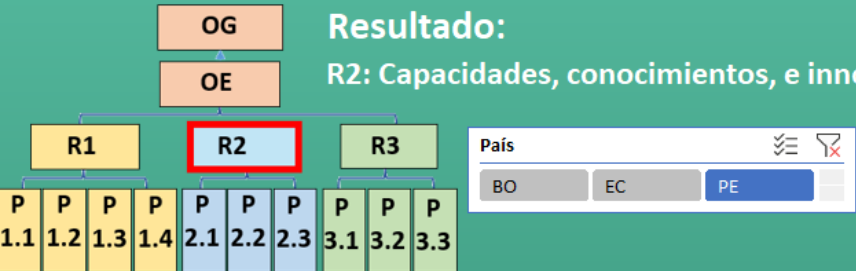 OG
Resultado:
OE
R2: Capacidades, conocimientos, e
R1
R2
R3
País
BO
EC
PE
P 1.1
P 1.2
P 1.3
P 1.4
P 2.1
P 2.2
P 2.3
P 3.1
P 3.2
P 3.3